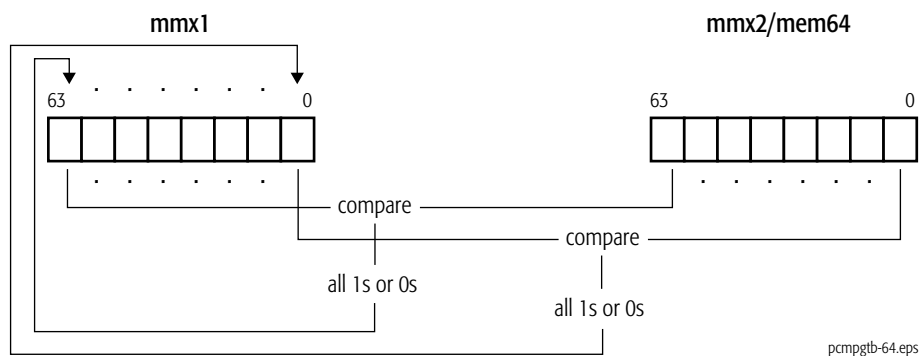 mmx1 mmx2/mem64
. . . . . .
63 0 63 0
. . . . . . . . . . . .
compare
compare
all 1s or 0s
all 1s or 0s
pcmpgtb-64.eps